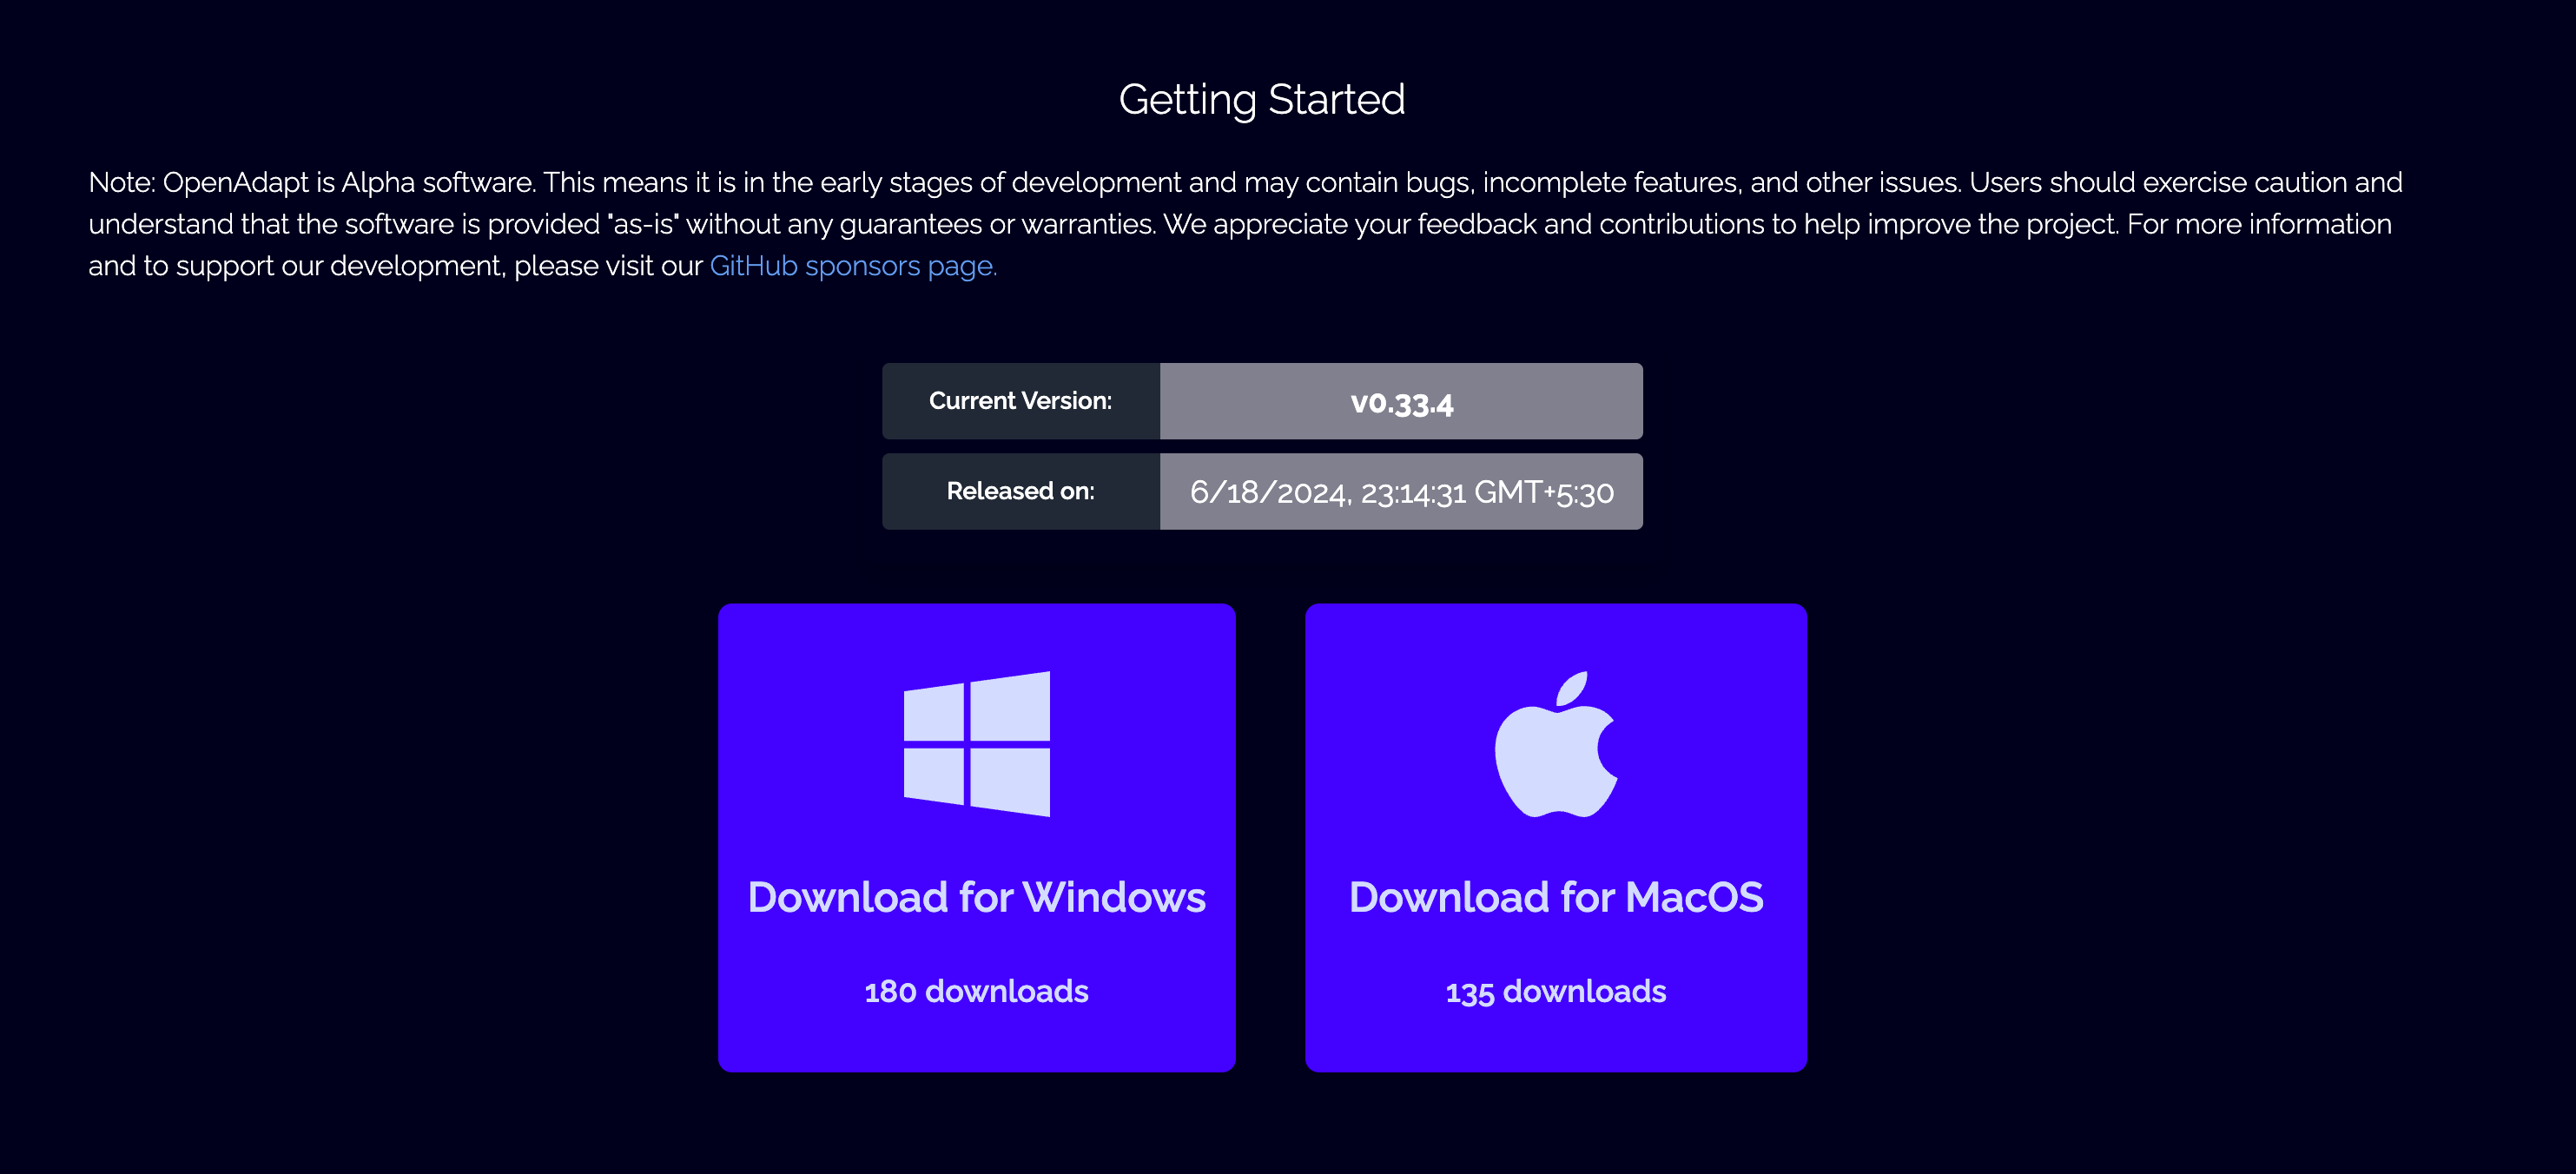 Getting Started
Note: OpenAdapt is Alpha software. This means it is in the early stages of development and may contain bugs, incomplete features, and other issues. Users should exercise caution and
understand that the software is provided "as-is" without any guarantees or warranties. We appreciate your feedback and contributions to help improve the project. For more information
and to support our development, please visit our GitHub sponsors page.
Current Version: v0.33.4
Released on: 6/18/2024, 23:14:31 GMT+5:30
Download for Windows
180 downloads
Download for MacOS
135 downloads